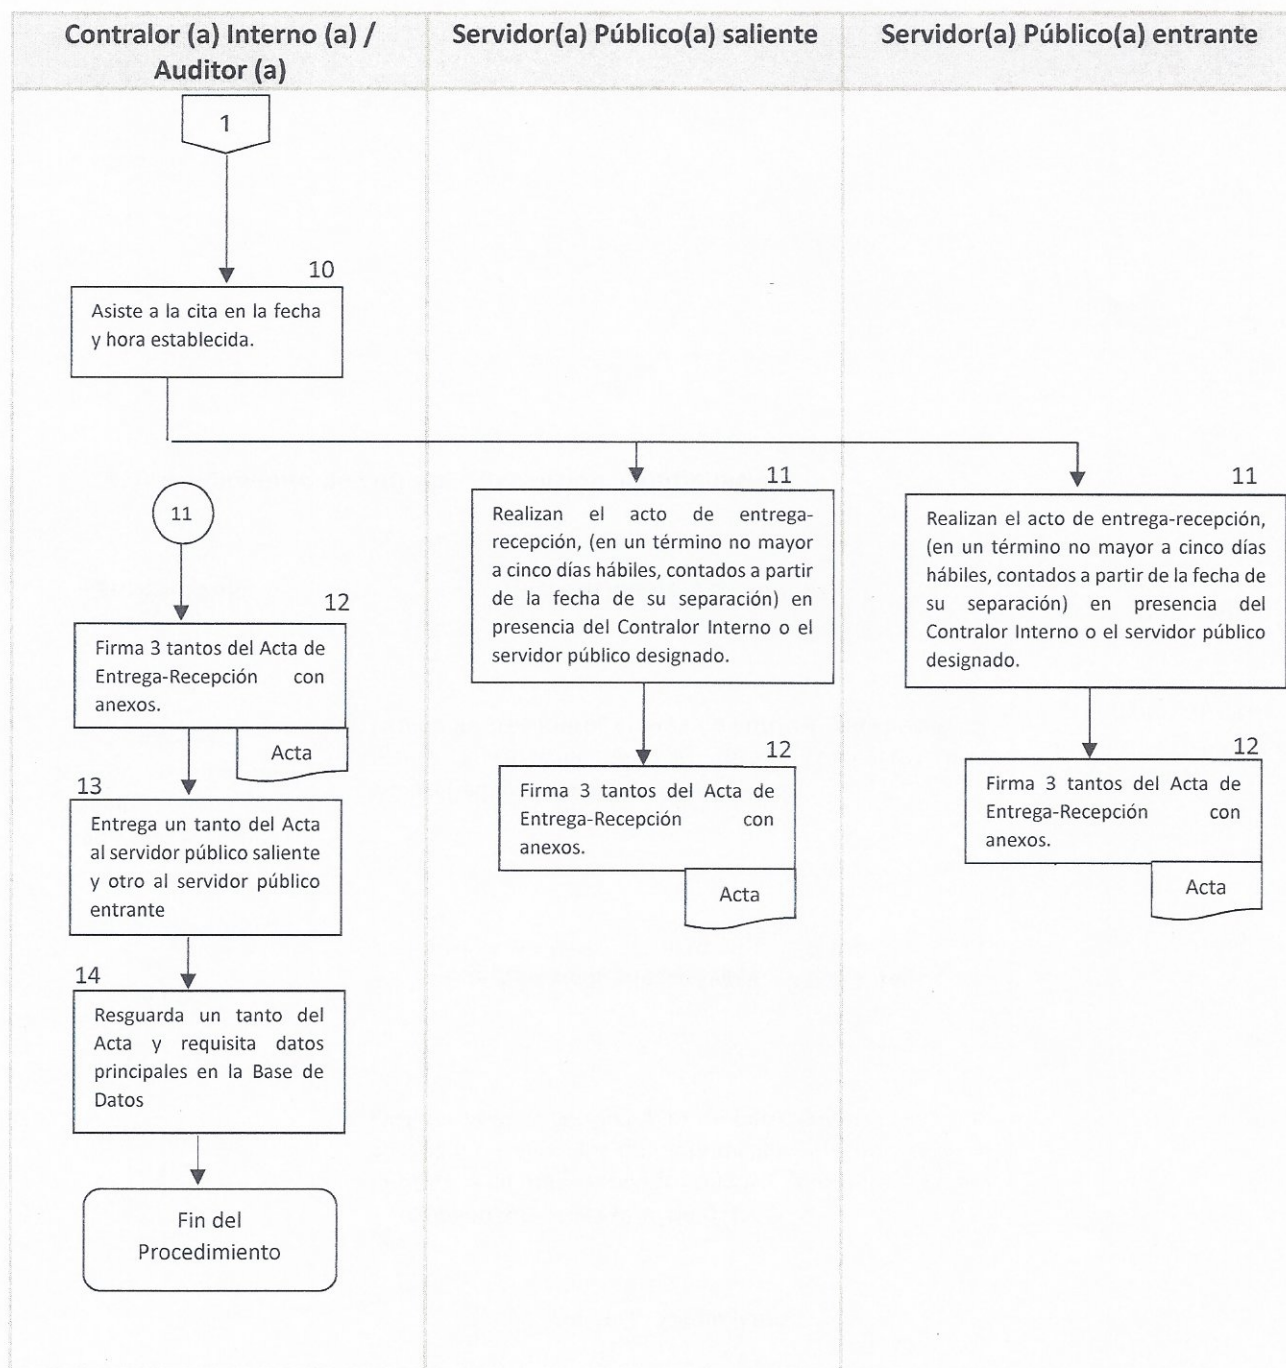 Contralor (a) Interno (a) /
Auditor (a)
Servidor(a) Público(a) saliente
Servidor(a) Público(a) entrante
1
10
Asiste a la cita en la fecha
y hora establecida.
11
12
Firma 3 tantos del Acta de
Entrega-Recepción con
anexos.
Acta
13
Entrega un tanto del Acta
al servidor público saliente
y otro al servidor público
entrante
14
Resguarda un tanto del
Acta y requisita datos
principales en la Base de
Datos
Fin del
Procedimiento
11
Realizan el acto de entrega-
recepción, (en un término no mayor
a cinco días hábiles, contados a partir
de la fecha de su separación) en
presencia del Contralor Interno o el
servidor público designado.
12
Firma 3 tantos del Acta de
Entrega-Recepción con
anexos.
Acta
11
Realizan el acto de entrega-recepción,
(en un término no mayor a cinco días
hábiles, contados a partir de la fecha de
su separación) en presencia del
Contralor Interno o el servidor público
designado.
12
Firma 3 tantos del Acta de
Entrega-Recepción con
anexos.
Acta